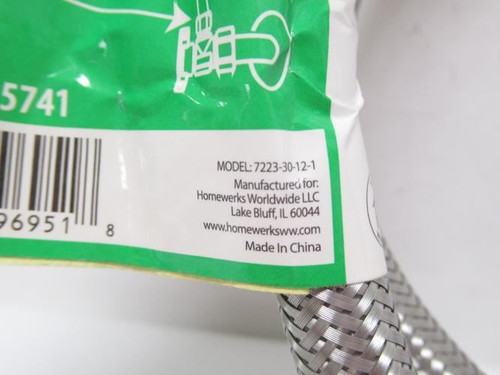 5741
MODEL: 7223-30-12-1
Manufactured for:
Homewerks Worldwide LLC
Lake Bluff, IL 60044
www.homewerksww.com
Made In China
96951 8